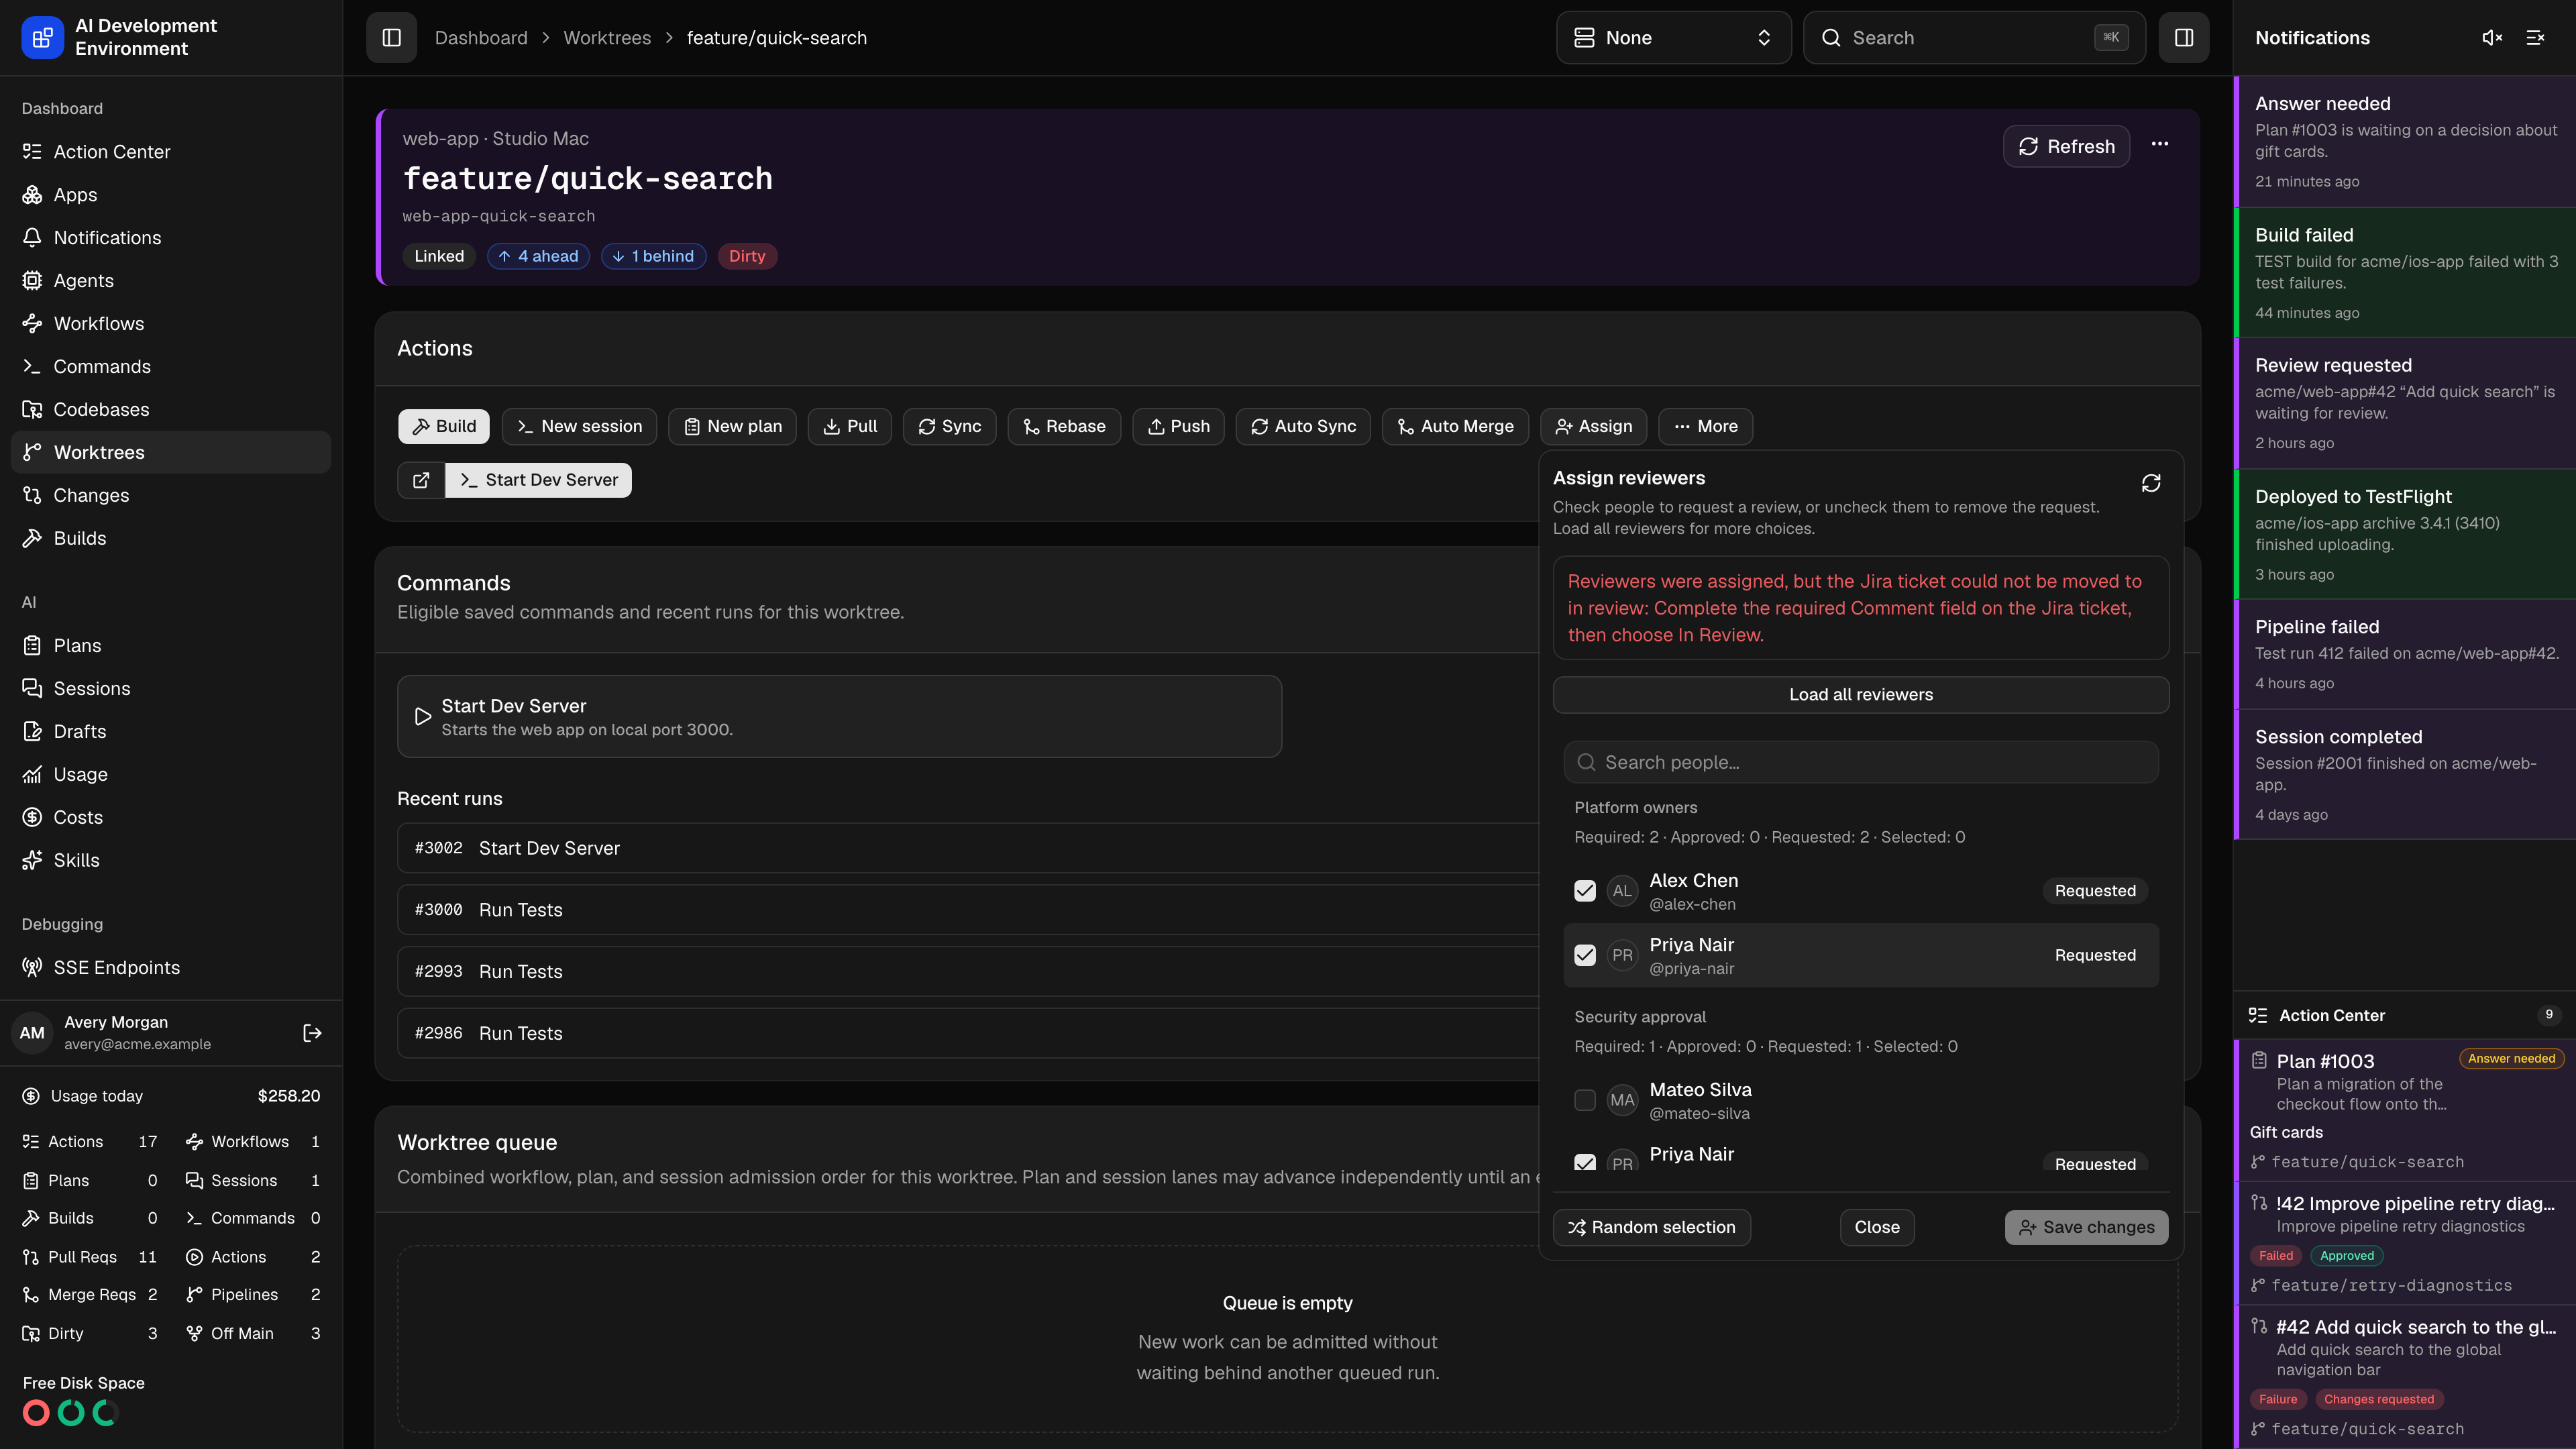 AI Development
Environment
Dashboard
Action Center
Apps
Notifications
Agents
Workflows
Commands
Codebases
Worktrees
Changes
Builds
AI
Plans
Sessions
Drafts
Usage
Costs
Skills
Debugging
SSE Endpoints
AM
Avery Morgan
avery@acme.example
Usage today $258.20
Actions 17 Workflows 1
Plans 0 Sessions 1
Builds 0 Commands 0
Pull Reqs 11 Actions 2
Merge Reqs 2 Pipelines 2
Dirty 3 Off Main 3
Free Disk Space
Dashboard > Worktrees > feature/quick-search
None
Search ⌘K
web-app · Studio Mac
feature/quick-search
web-app-quick-search
Linked ↑ 4 ahead ↓ 1 behind Dirty
Refresh
Actions
Build New session New plan Pull Sync Rebase Push Auto Sync Auto Merge Assign More
Start Dev Server
Commands
Eligible saved commands and recent runs for this worktree.
Start Dev Server
Starts the web app on local port 3000.
Recent runs
#3002 Start Dev Server
#3000 Run Tests
#2993 Run Tests
#2986 Run Tests
Worktree queue
Combined workflow, plan, and session admission order for this worktree. Plan and session lanes may advance independently until an
Queue is empty
New work can be admitted without
waiting behind another queued run.
Assign reviewers
Check people to request a review, or uncheck them to remove the request.
Load all reviewers for more choices.
Reviewers were assigned, but the Jira ticket could not be moved to
in review: Complete the required Comment field on the Jira ticket,
then choose In Review.
Load all reviewers
Search people…
Platform owners
Required: 2 · Approved: 0 · Requested: 2 · Selected: 0
AL Alex Chen Requested
@alex-chen
PR Priya Nair Requested
@priya-nair
Security approval
Required: 1 · Approved: 0 · Requested: 1 · Selected: 0
MA Mateo Silva
@mateo-silva
PR Priya Nair Requested
Random selection Close Save changes
Notifications
Answer needed
Plan #1003 is waiting on a decision about
gift cards.
21 minutes ago
Build failed
TEST build for acme/ios-app failed with 3
test failures.
44 minutes ago
Review requested
acme/web-app#42 “Add quick search” is
waiting for review.
2 hours ago
Deployed to TestFlight
acme/ios-app archive 3.4.1 (3410)
finished uploading.
3 hours ago
Pipeline failed
Test run 412 failed on acme/web-app#42.
4 hours ago
Session completed
Session #2001 finished on acme/web-
app.
4 days ago
Action Center 9
Plan #1003 Answer needed
Plan a migration of the
checkout flow onto th…
Gift cards
feature/quick-search
!42 Improve pipeline retry diag…
Improve pipeline retry diagnostics
Failed Approved
feature/retry-diagnostics
#42 Add quick search to the gl…
Add quick search to the global
navigation bar
Failure Changes requested
feature/quick-search